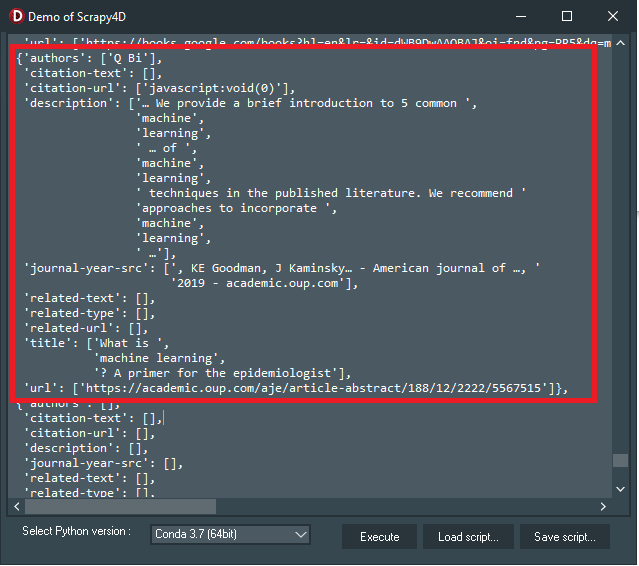 Demo of Scrapy4D
'url': ['https://books.google.com/books?hl=en&lr=&id=dWB9DwAAQBAJ&oi=fnd&pg=PR5&dq=m
{'authors': ['Q Bi'],
'citation-text': [],
'citation-url': ['javascript:void(0)'],
'description': ['… We provide a brief introduction to 5 common ',
'machine',
'learning',
' … of ',
'machine',
'learning',
' techniques in the published literature. We recommend '
'approaches to incorporate ',
'machine',
'learning',
' …'],
'journal-year-src': [', KE Goodman, J Kaminsky… - American journal of …, '
'2019 - academic.oup.com'],
'related-text': [],
'related-type': [],
'related-url': [],
'title': ['What is ',
'machine learning',
'? A primer for the epidemiologist'],
'url': ['https://academic.oup.com/aje/article-abstract/188/12/2222/5567515']},
{'authors': [],
'citation-text': [],
'citation-url': [],
'description': [],
'journal-year-src': [],
'related-text': [],
'related-type': [],
Select Python version :
Conda 3.7 (64bit)
Execute
Load script...
Save script...